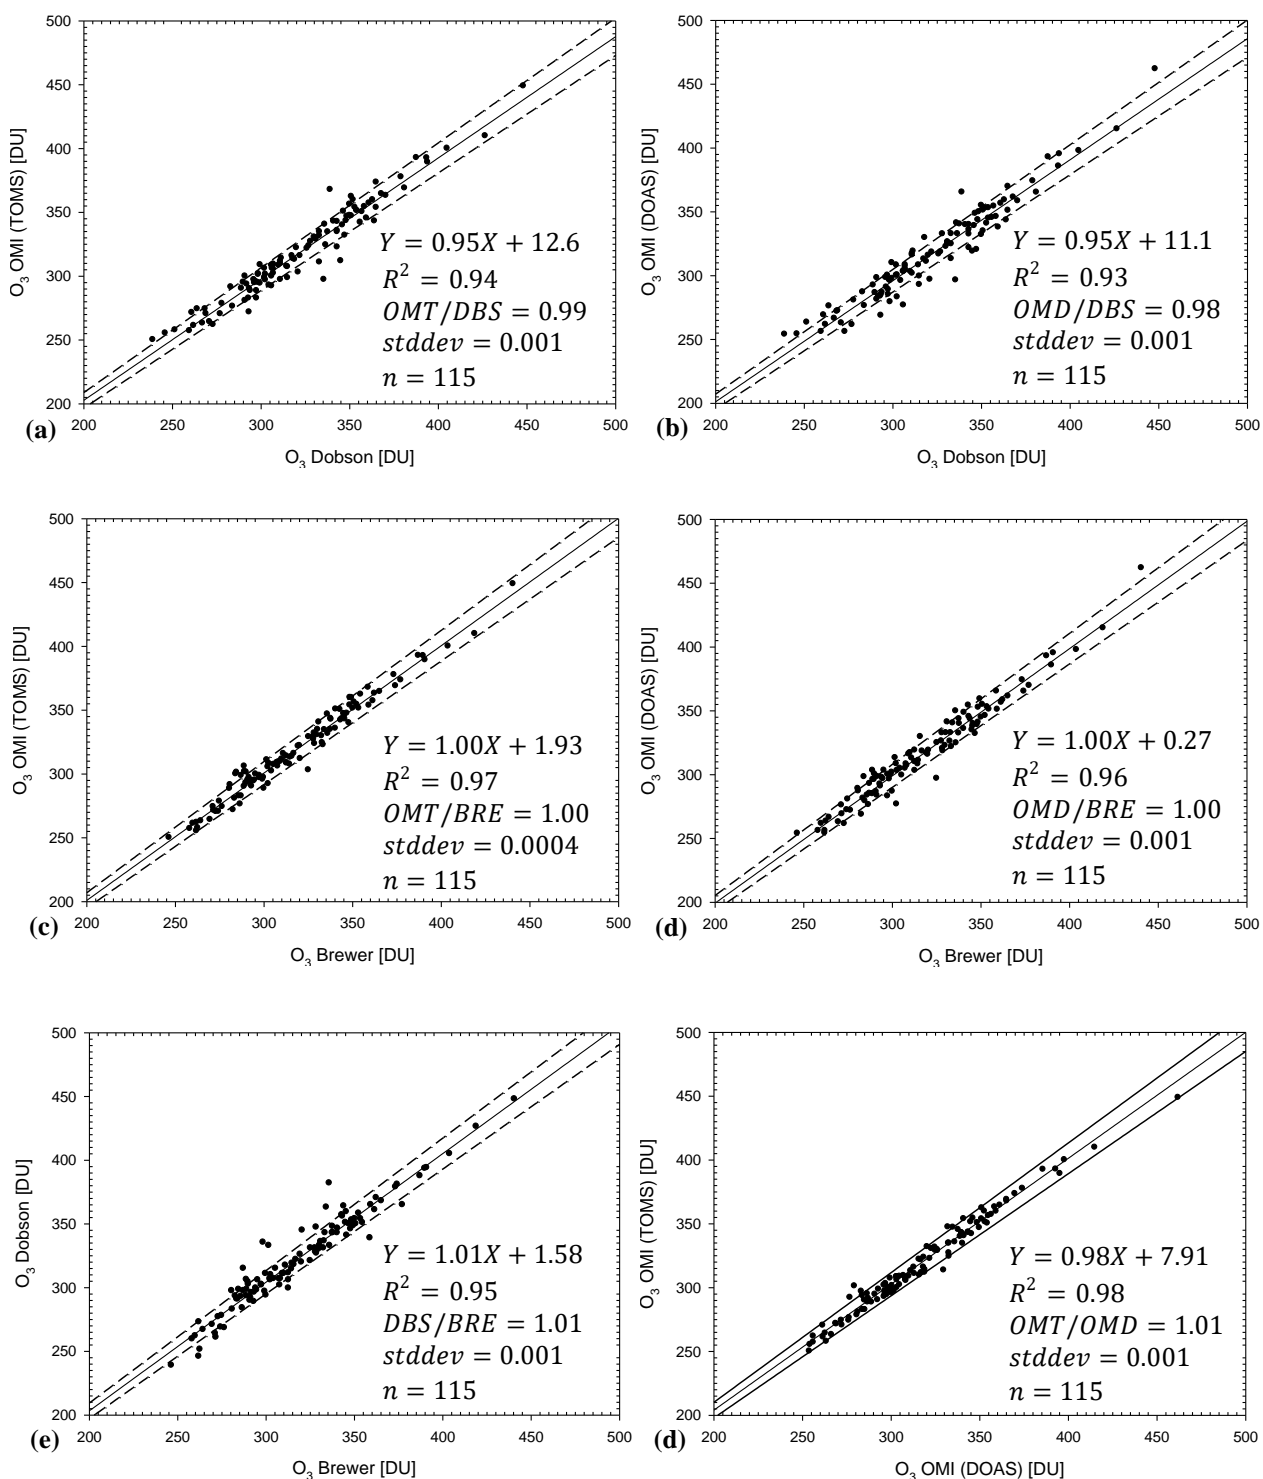 500
450
400
350
300
250
200
O3 OMI (TOMS) [DU]
Y = 0.95X + 12.6
R² = 0.94
OMT/DBS = 0.99
stddev = 0.001
n = 115
200 250 300 350 400 450 500
(a)
O3 Dobson [DU]
500
450
400
350
300
250
200
O3 OMI (DOAS) [DU]
Y = 0.95X + 11.1
R² = 0.93
OMD/DBS = 0.98
stddev = 0.001
n = 115
200 250 300 350 400 450 500
(b)
O3 Dobson [DU]
500
450
400
350
300
250
200
O3 OMI (TOMS) [DU]
Y = 1.00X + 1.93
R² = 0.97
OMT/BRE = 1.00
stddev = 0.0004
n = 115
200 250 300 350 400 450 500
(c)
O3 Brewer [DU]
500
450
400
350
300
250
200
O3 OMI (DOAS) [DU]
Y = 1.00X + 0.27
R² = 0.96
OMD/BRE = 1.00
stddev = 0.001
n = 115
200 250 300 350 400 450 500
(d)
O3 Brewer [DU]
500
450
400
350
300
250
200
O3 Dobson [DU]
Y = 1.01X + 1.58
R² = 0.95
DBS/BRE = 1.01
stddev = 0.001
n = 115
200 250 300 350 400 450 500
(e)
O3 Brewer [DU]
500
450
400
350
300
250
200
O3 OMI (TOMS) [DU]
Y = 0.98X + 7.91
R² = 0.98
OMT/OMD = 1.01
stddev = 0.001
n = 115
200 250 300 350 400 450 500
(d)
O3 OMI (DOAS) [DU]